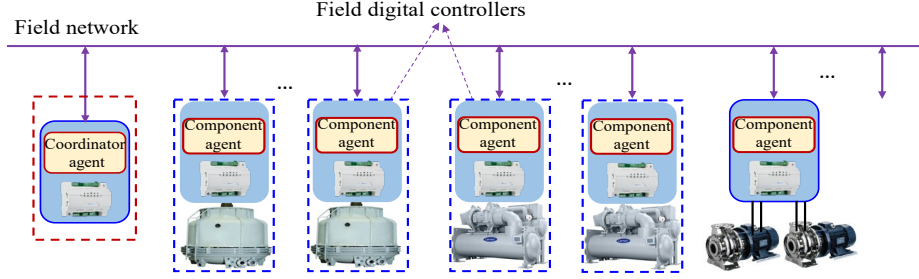 Field digital controllers
Field network
...
...
...
Coordinator
agent
Component
agent
Component
agent
Component
agent
Component
agent
Component
agent